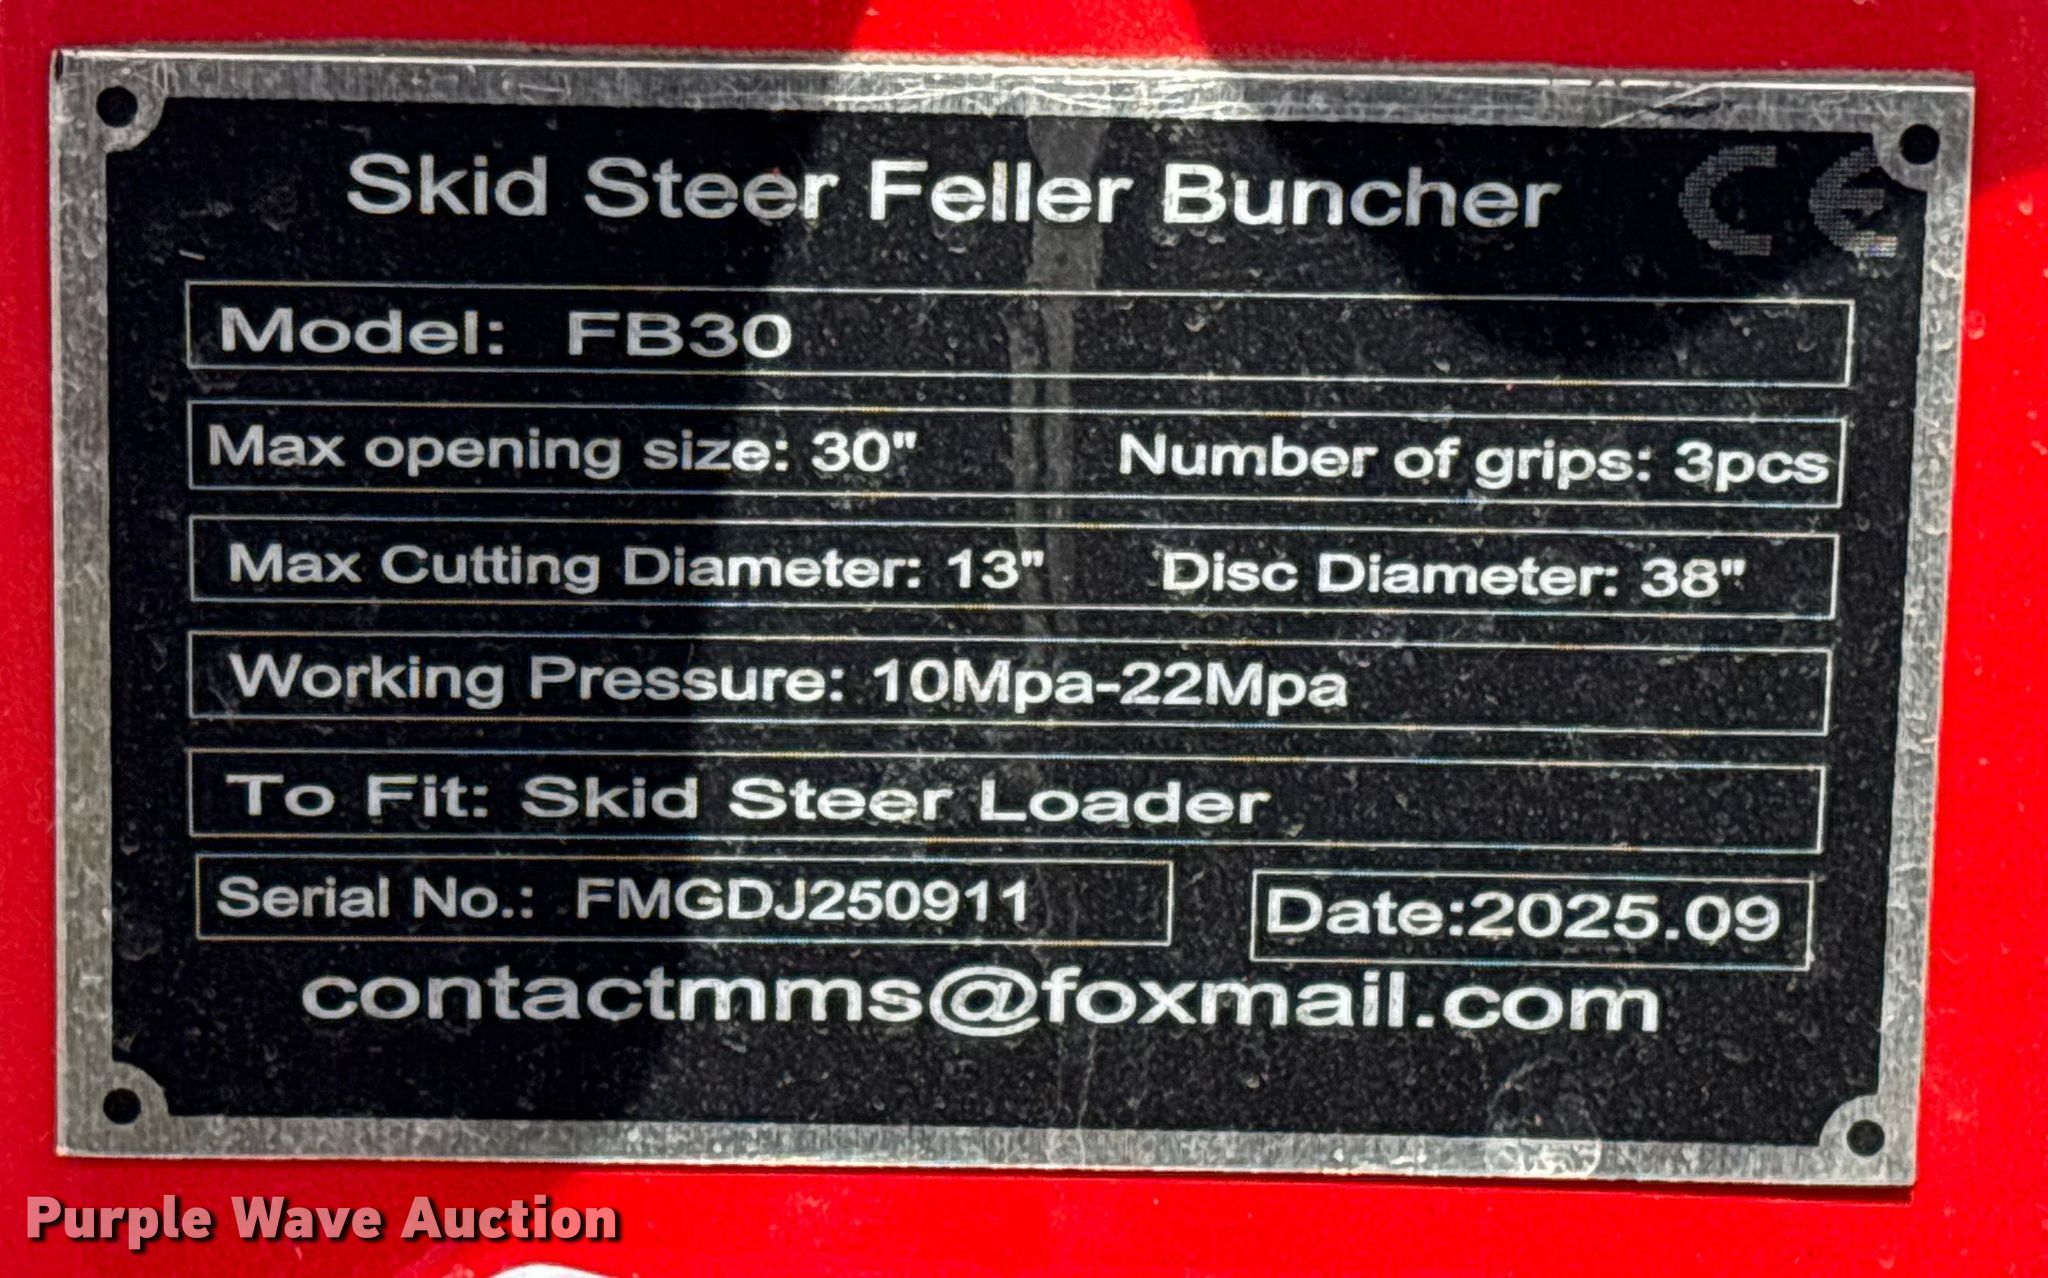 Skid Steer Feller Buncher CE
Model: FB30
Max opening size: 30" Number of grips: 3pcs
Max Cutting Diameter: 13" Disc Diameter: 38"
Working Pressure: 10Mpa-22Mpa
To Fit: Skid Steer Loader
Serial No.: FMGDJ250911 Date:2025.09
contactmms@foxmail.com
Purple Wave Auction